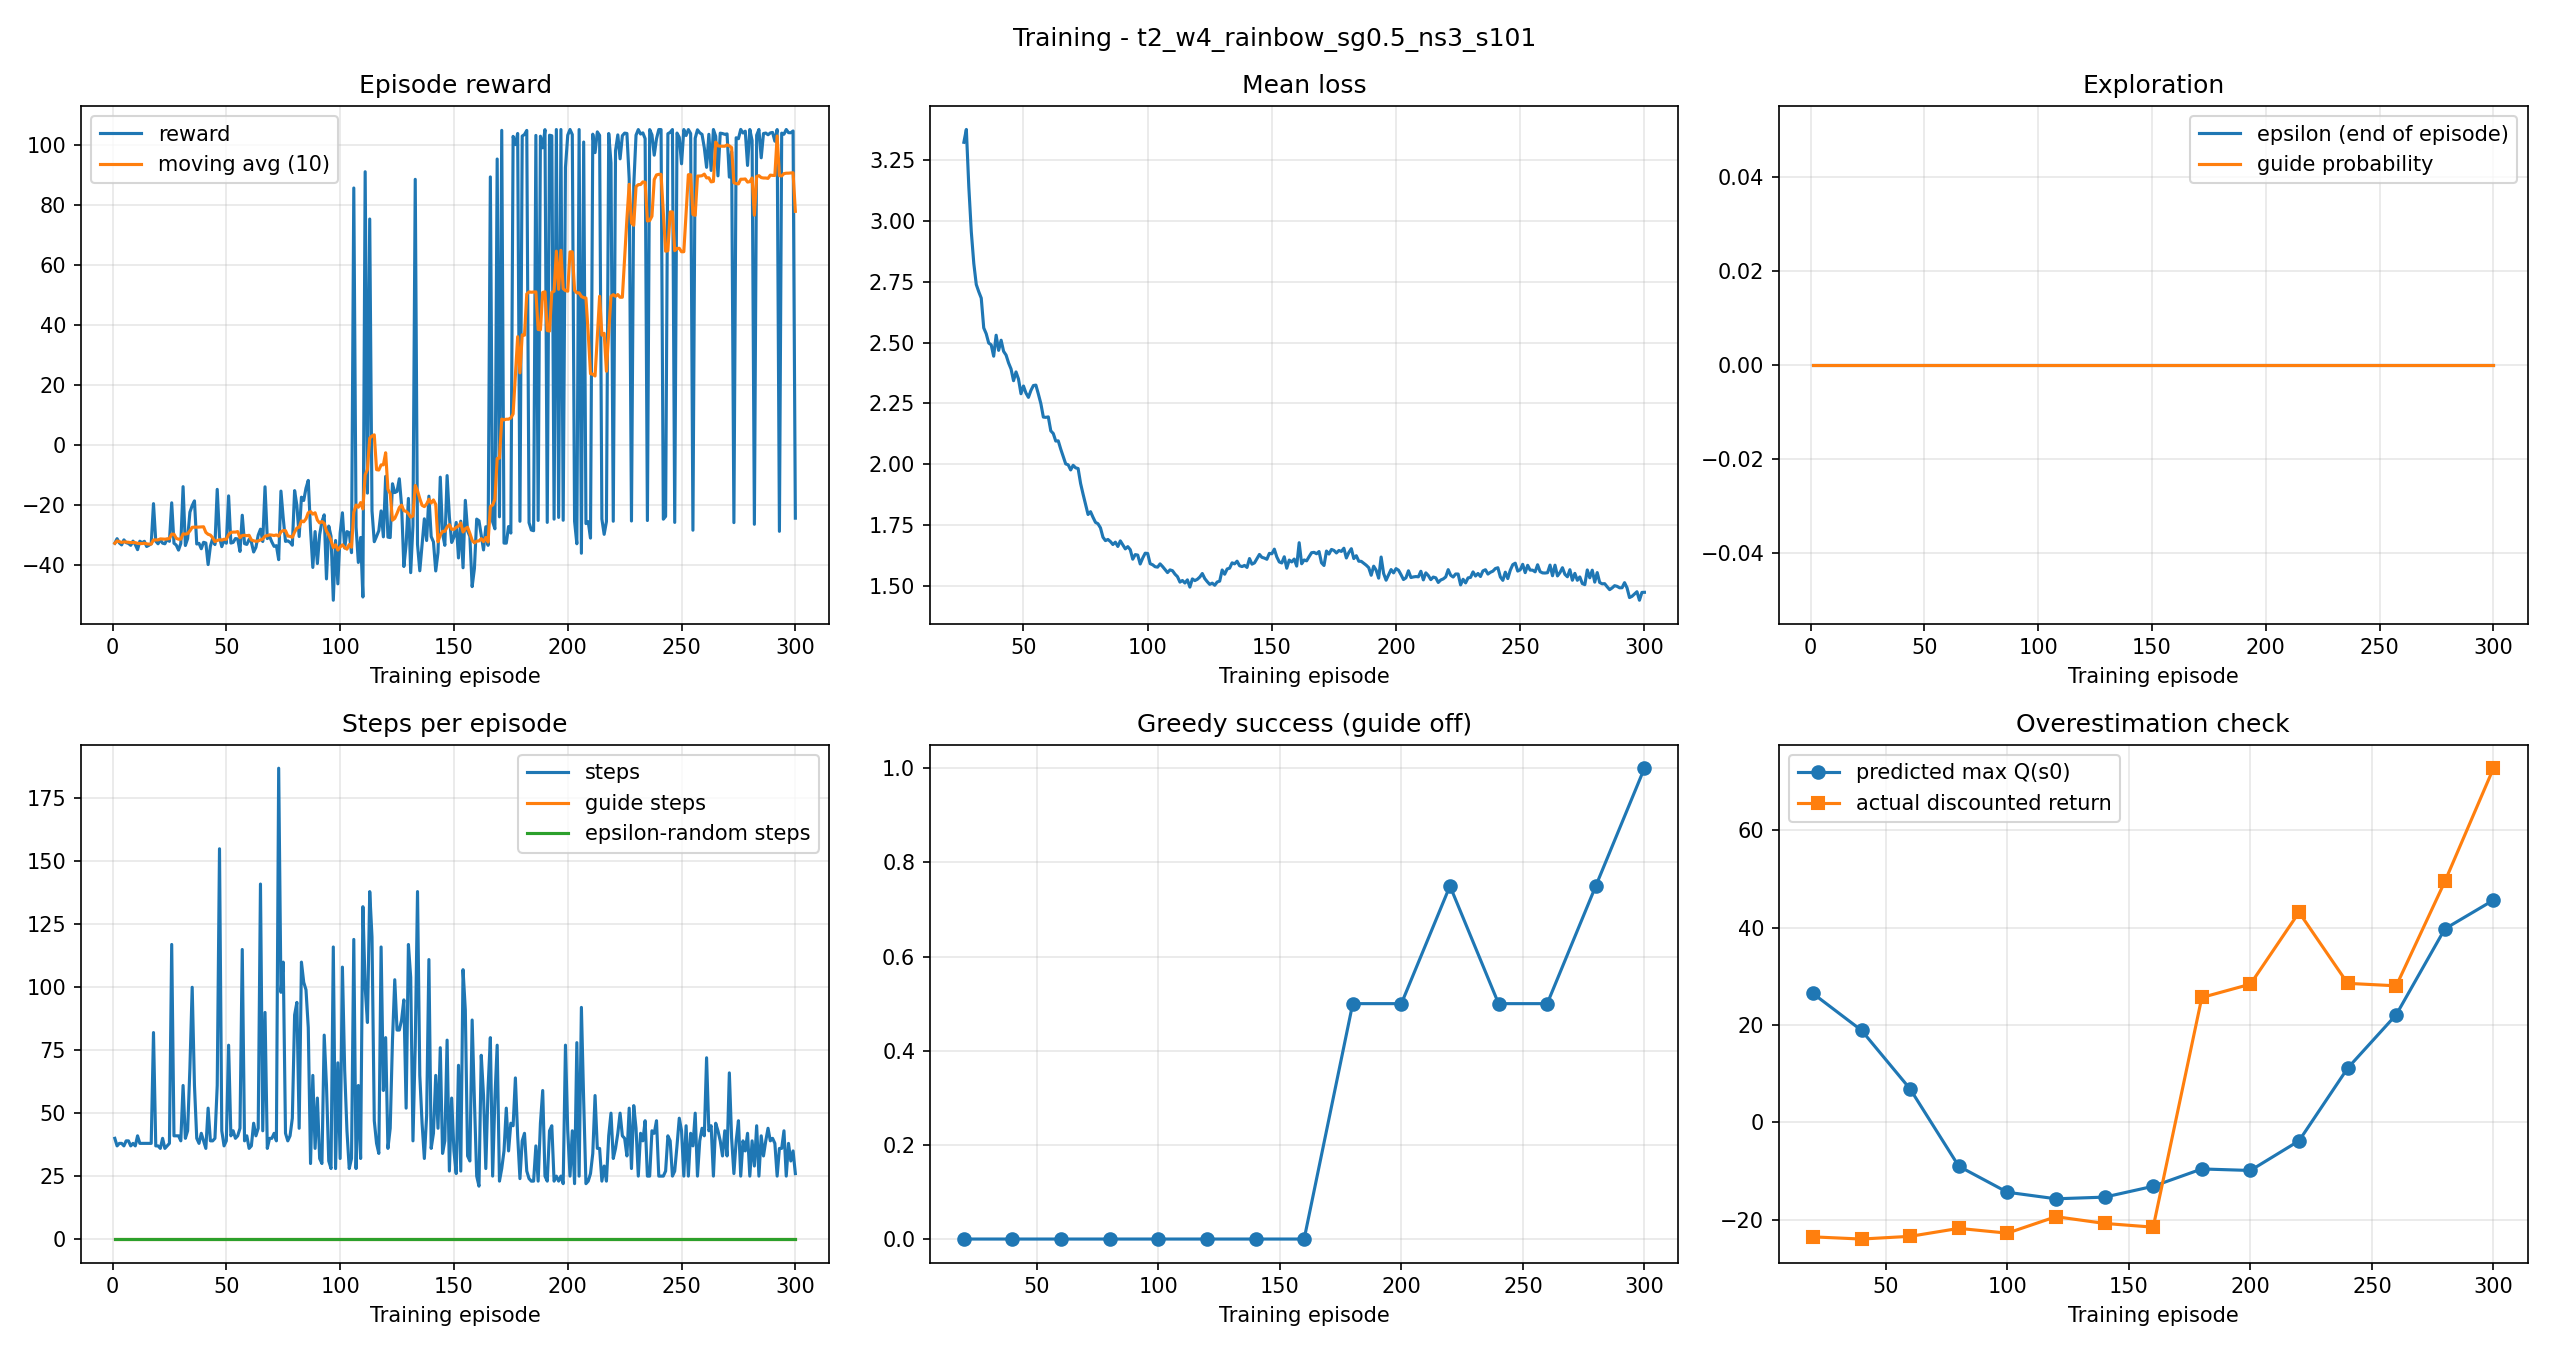 Training - t2_w4_rainbow_sg0.5_ns3_s101
Episode reward
reward
moving avg (10)
100
80
60
40
20
0
−20
−40
0 50 100 150 200 250 300
Training episode
Mean loss
3.25
3.00
2.75
2.50
2.25
2.00
1.75
1.50
50 100 150 200 250 300
Training episode
Exploration
epsilon (end of episode)
guide probability
0.04
0.02
0.00
−0.02
−0.04
0 50 100 150 200 250 300
Training episode
Steps per episode
steps
guide steps
epsilon-random steps
175
150
125
100
75
50
25
0
0 50 100 150 200 250 300
Training episode
Greedy success (guide off)
1.0
0.8
0.6
0.4
0.2
0.0
50 100 150 200 250 300
Training episode
Overestimation check
predicted max Q(s0)
actual discounted return
60
40
20
0
−20
50 100 150 200 250 300
Training episode